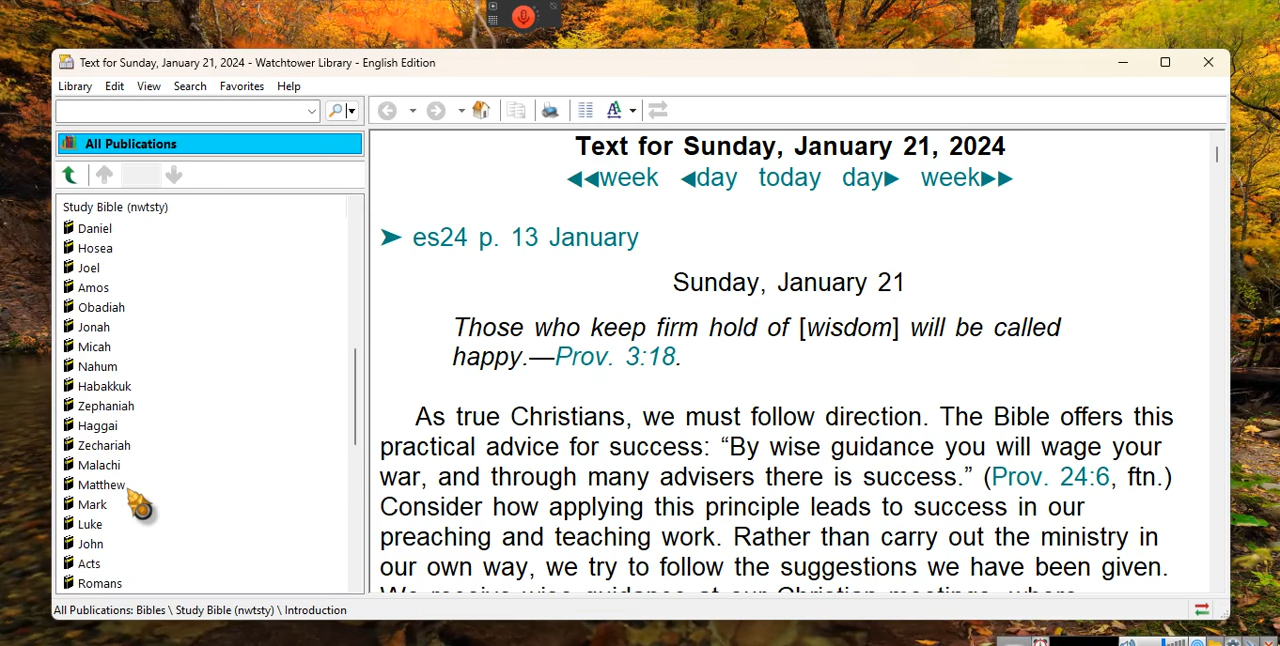 Text for Sunday, January 21, 2024 - Watchtower Library - English Edition
Library Edit View Search Favorites Help
All Publications
Study Bible (nwtsty)
Daniel
Hosea
Joel
Amos
Obadiah
Jonah
Micah
Nahum
Habakkuk
Zephaniah
Haggai
Zechariah
Malachi
Matthew
Mark
Luke
John
Acts
Romans
Text for Sunday, January 21, 2024
◀◀week ◀day today day▶ week▶▶
➤ es24 p. 13 January
Sunday, January 21
Those who keep firm hold of [wisdom] will be called
happy.—Prov. 3:18.
As true Christians, we must follow direction. The Bible offers this
practical advice for success: “By wise guidance you will wage your
war, and through many advisers there is success.” (Prov. 24:6, ftn.)
Consider how applying this principle leads to success in our
preaching and teaching work. Rather than carry out the ministry in
our own way, we try to follow the suggestions we have been given.
All Publications: Bibles \ Study Bible (nwtsty) \ Introduction